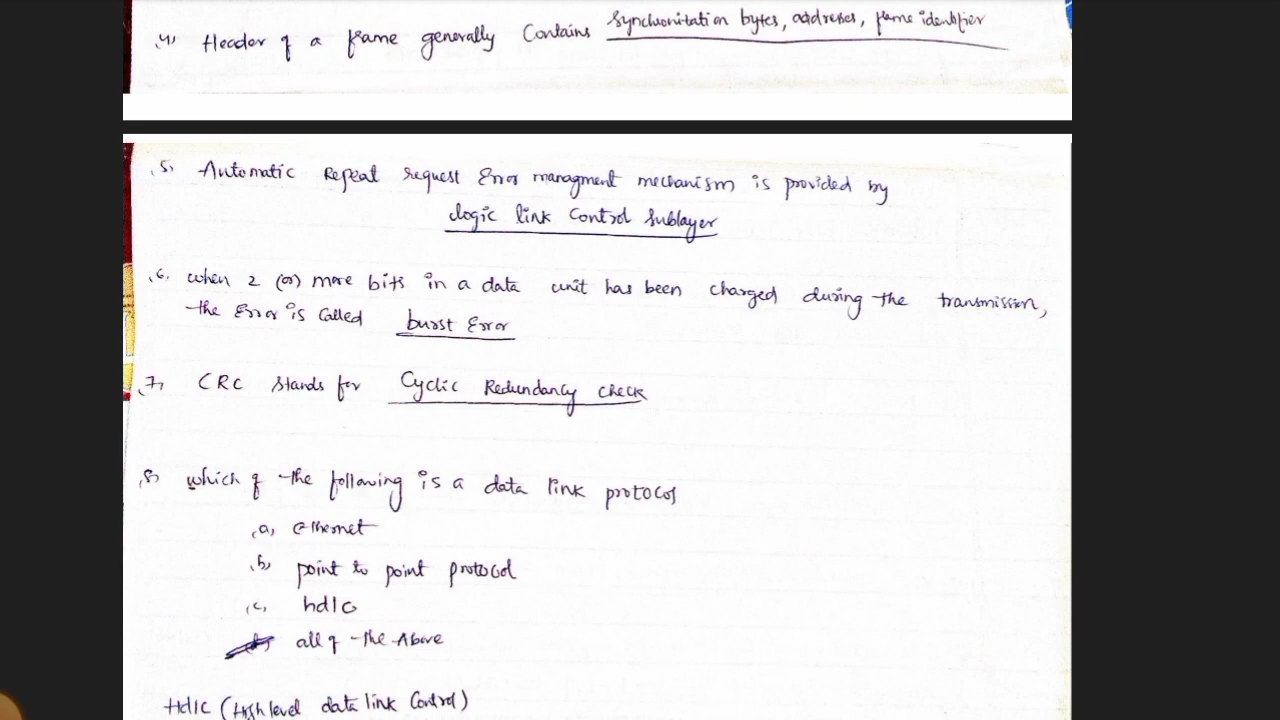 4, Header of a frame generally Contains Synchronitation bytes, addresses, frame identifier
5, Automatic Repeat request Error managment mechanism is provided by
logic link Control Sublayer
6, when 2 (or) more bits in a data unit has been charged during the transmission,
the Error is Called burst Error
7, CRC Stands for Cyclic Redundancy check
8, which of the following is a data link protocol
a, ethernet
b, point to point protocol
c, hdlc
all of the Above
Hdlc (High level data link Control)